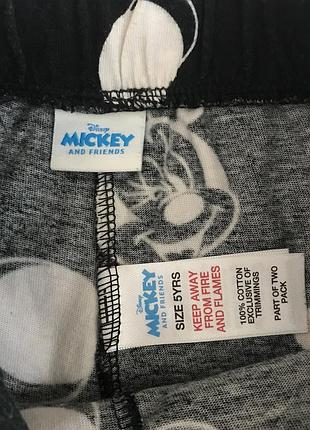 Disney
MICKEY
AND FRIENDS
Disney
MICKEY
AND FRIENDS
SIZE 5YRS
KEEP AWAY
FROM FIRE
AND FLAMES
100% COTTON
EXCLUSIVE OF
TRIMMINGS
PART OF TWO
PACK